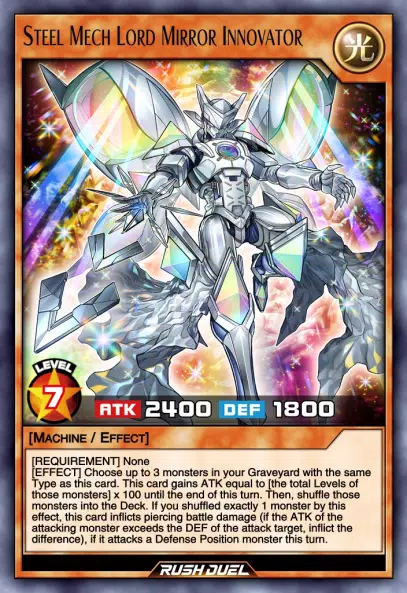 STEEL MECH LORD MIRROR INNOVATOR
光
LEVEL
7
ATK 2400 DEF 1800
[MACHINE / EFFECT]
[REQUIREMENT] None
[EFFECT] Choose up to 3 monsters in your Graveyard with the same
Type as this card. This card gains ATK equal to [the total Levels of
those monsters] x 100 until the end of this turn. Then, shuffle those
monsters into the Deck. If you shuffled exactly 1 monster by this
effect, this card inflicts piercing battle damage (if the ATK of the
attacking monster exceeds the DEF of the attack target, inflict the
difference), if it attacks a Defense Position monster this turn.
RUSH DUEL